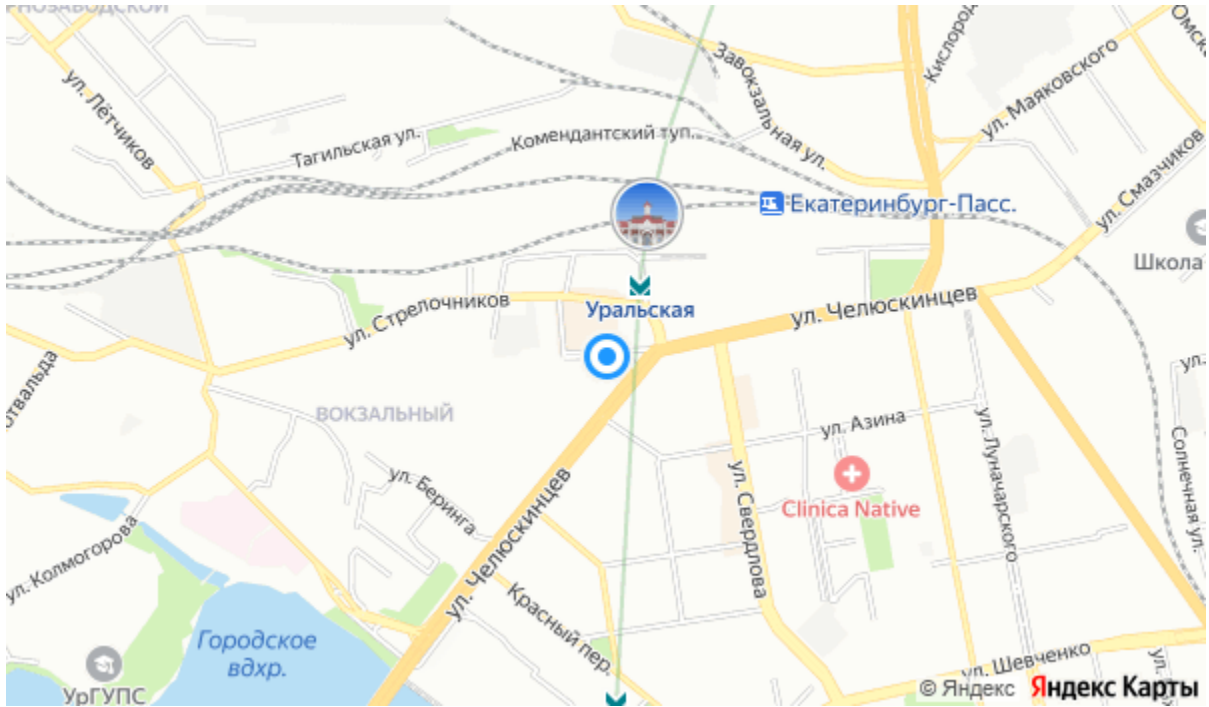 ул. Лётчиков
Тагильская ул.
Комендантский туп.
Завокзальная ул.
ул. Маяковского
ул. Смазчиков
Екатеринбург-Пасс.
Школа
Уральская
ул. Стрелочников
ул. Челюскинцев
ул.
ВОКЗАЛЬНЫЙ
ул. Азина
ул. Луначарского
Солнечная ул.
Clinica Native
ул. Свердлова
ул. Беринга
ул. Челюскинцев
ул. Колмогорова
Красный пер.
Городское
вдхр.
УрГУПС
ул. Шевченко
© Яндекс Яндекс Карты